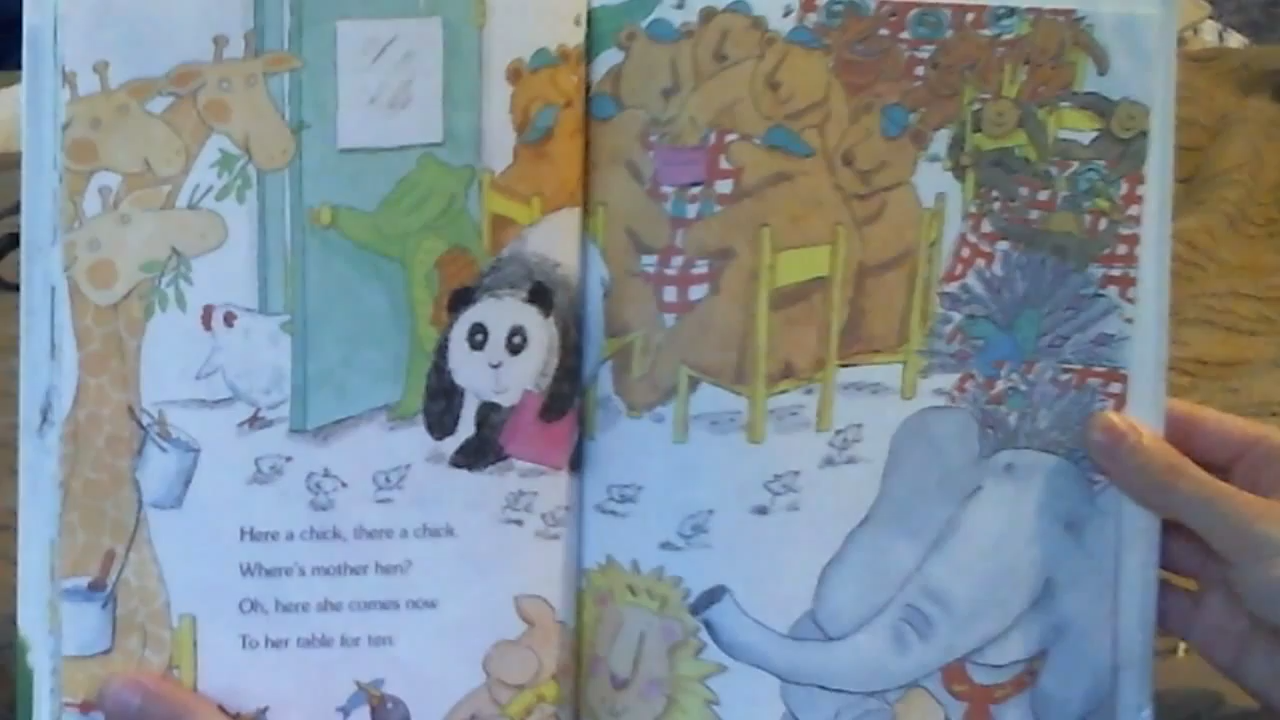 Here a chick, there a chick.
Where's mother hen?
Oh, here she comes now
To her table for ten.